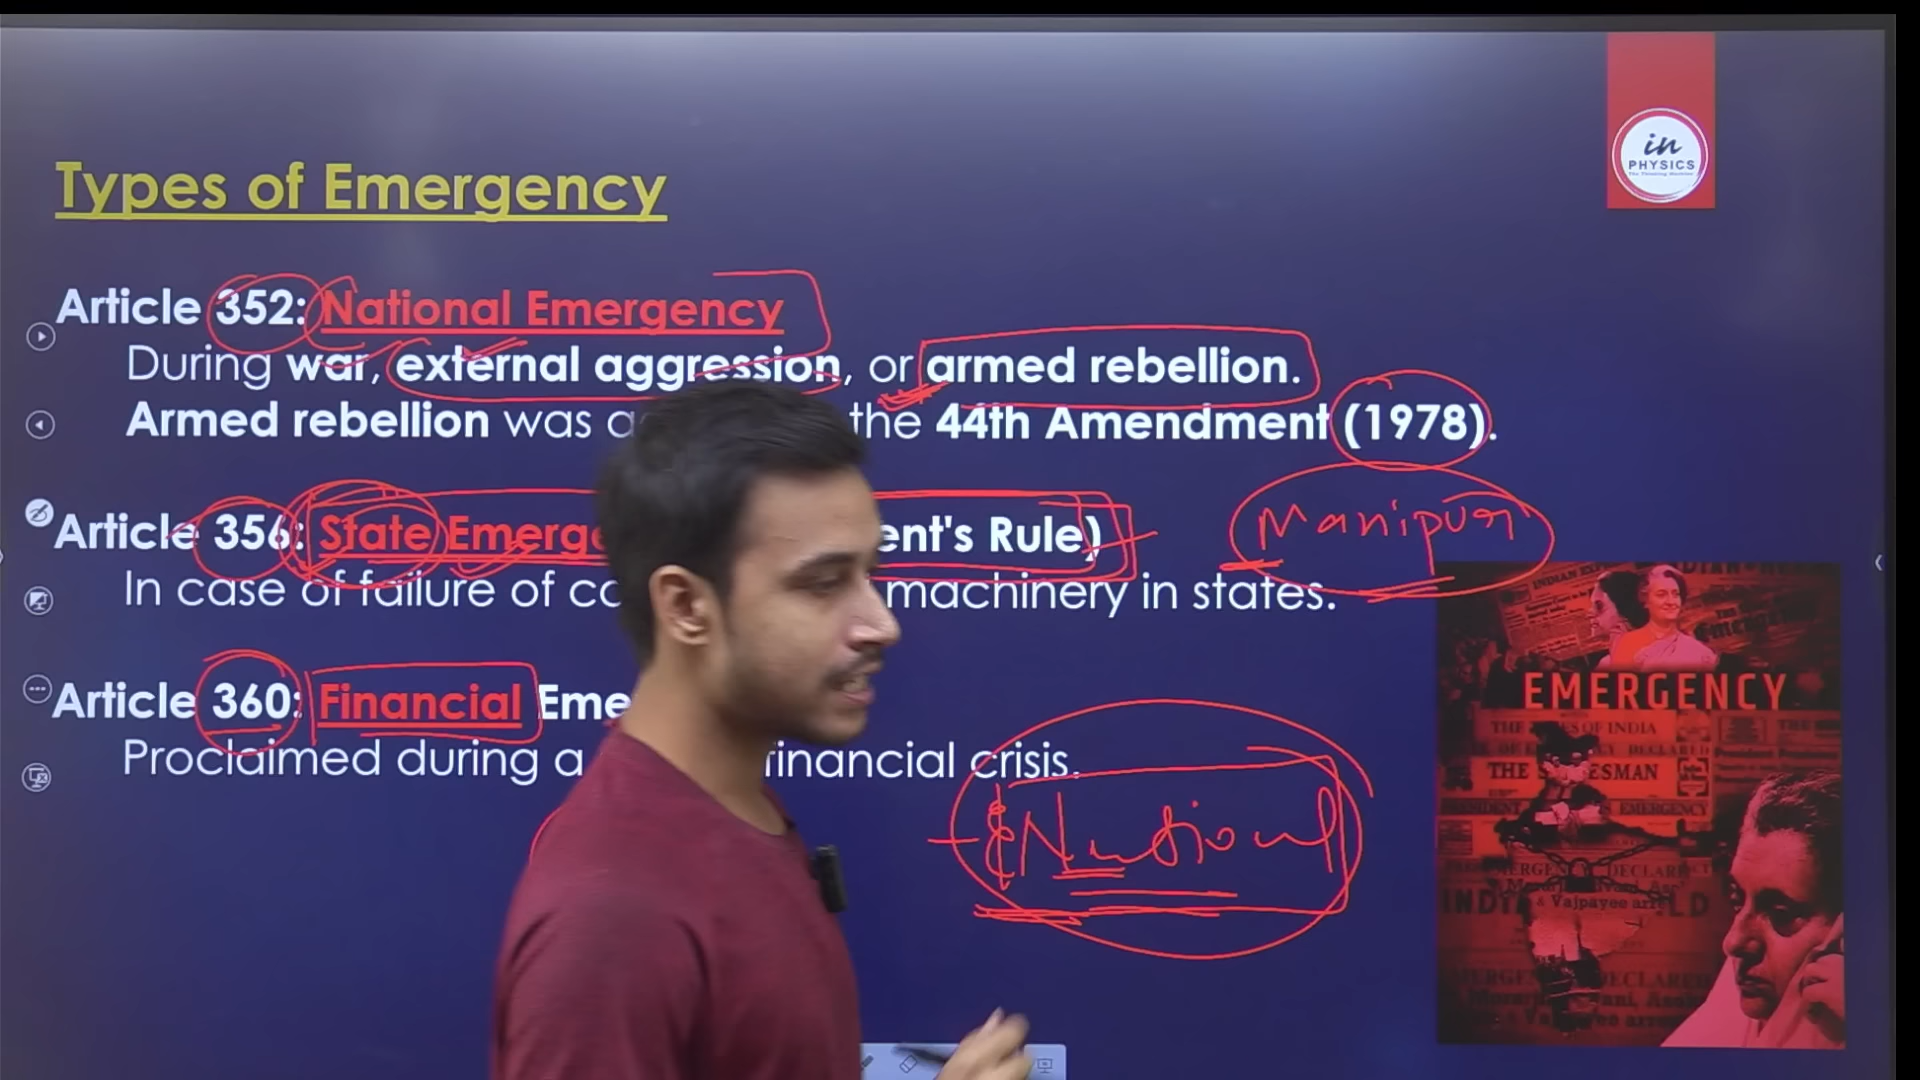 in
PHYSICS
Types of Emergency
Article 352: National Emergency
During war, external aggression, or armed rebellion.
Armed rebellion was a the 44th Amendment (1978).
Article 356: State Emerge ent's Rule)
Manipur
In case of failure of co machinery in states.
Article 360: Financial Eme
Proclaimed during a financial crisis.
National
EMERGENCY